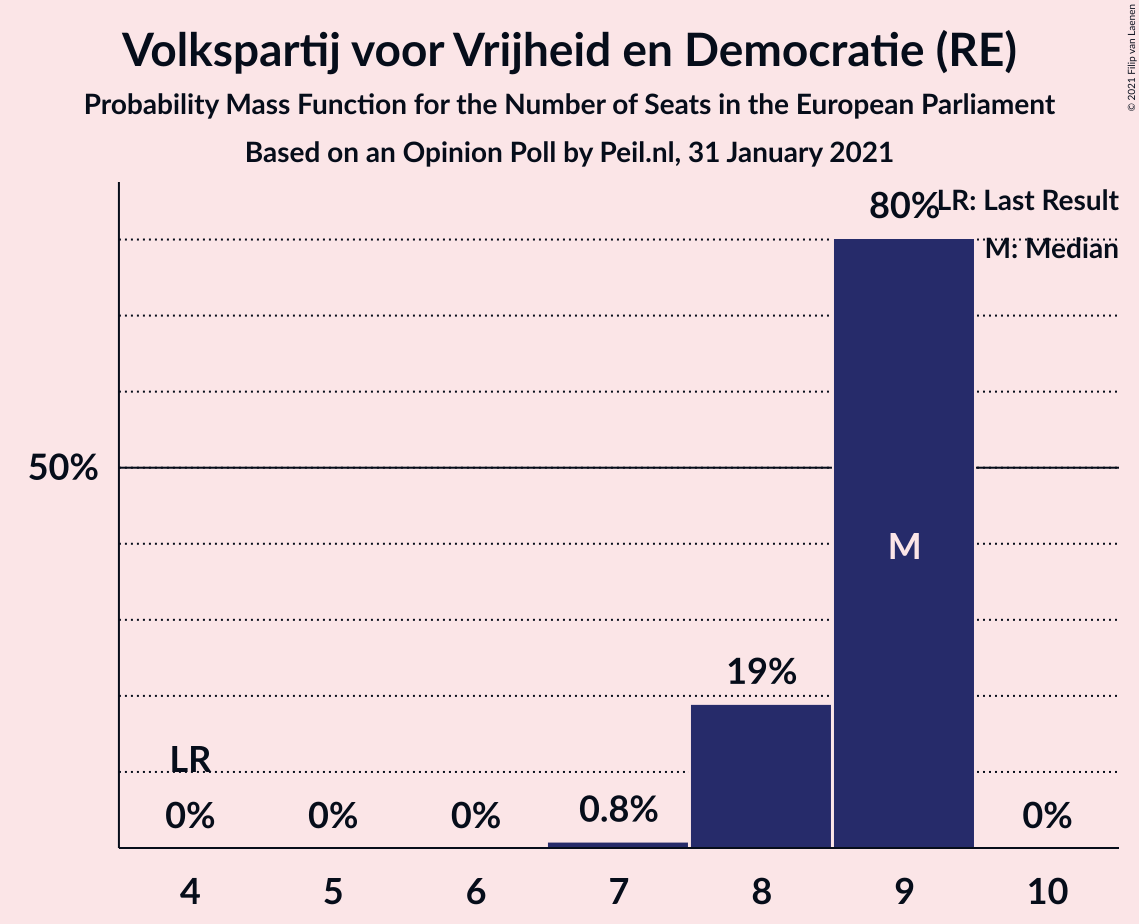 Volkspartij voor Vrijheid en Democratie (RE)
Probability Mass Function for the Number of Seats in the European Parliament
Based on an Opinion Poll by Peil.nl, 31 January 2021
© 2021 Filip van Laenen
LR: Last Result
M: Median
80%
50%
M
19%
LR
0%
0%
0%
0.8%
0%
4
5
6
7
8
9
10